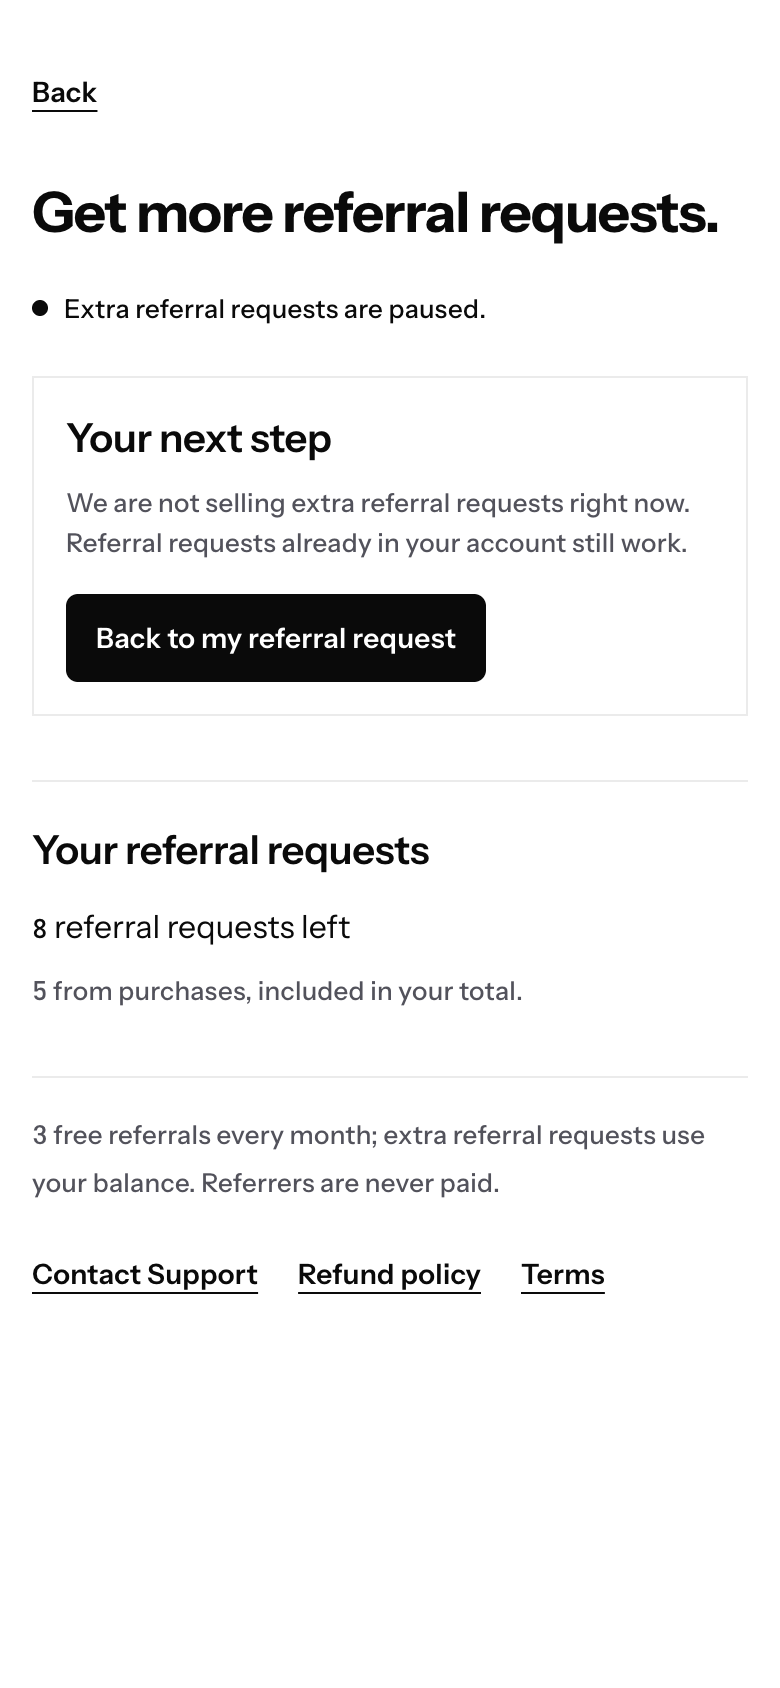 Back
Get more referral requests.
Extra referral requests are paused.
Your next step
We are not selling extra referral requests right now.
Referral requests already in your account still work.
Back to my referral request
Your referral requests
8 referral requests left
5 from purchases, included in your total.
3 free referrals every month; extra referral requests use
your balance. Referrers are never paid.
Contact Support Refund policy Terms